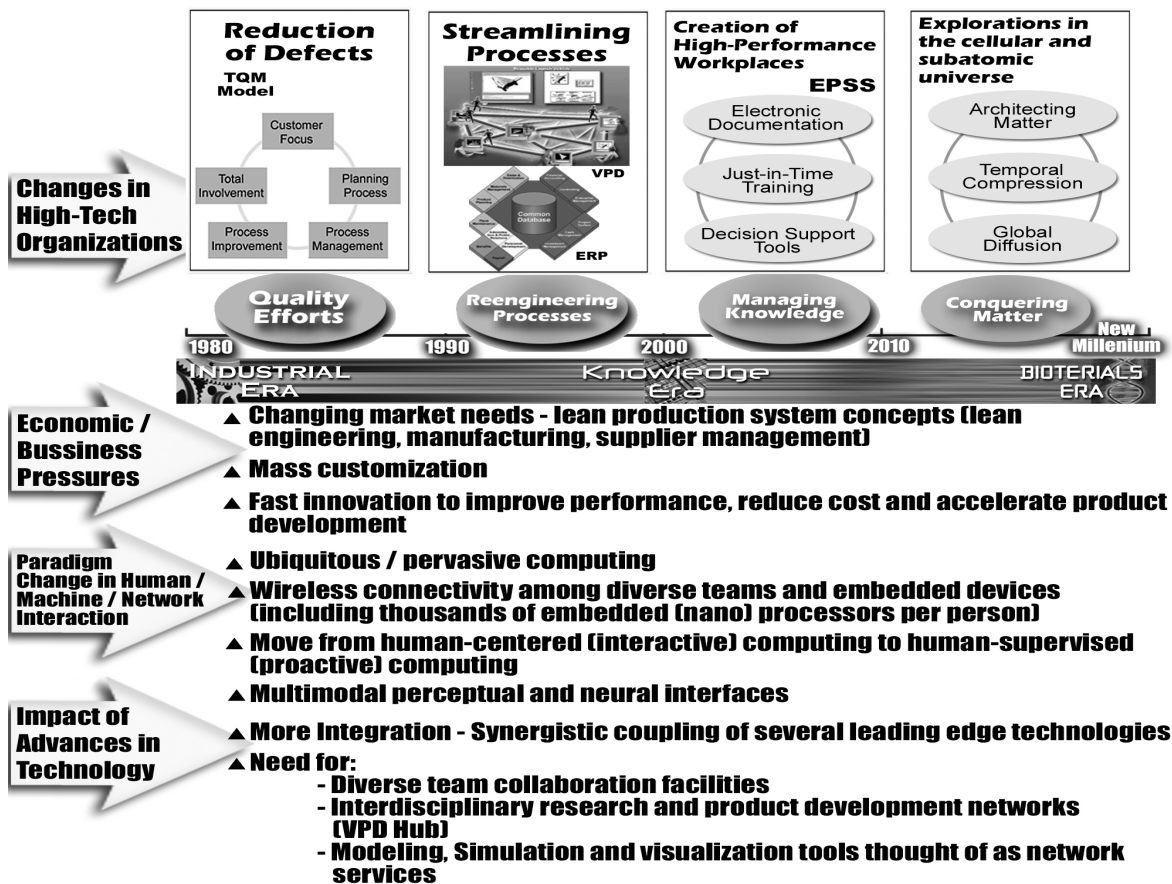 Reduction
of Defects
TQM
Model
Customer
Focus
Total
Involvement
Planning
Process
Process
Improvement
Process
Management
Streamlining
Processes
VPD
Common
Database
ERP
Creation of
High-Performance
Workplaces
EPSS
Electronic
Documentation
Just-in-Time
Training
Decision Support
Tools
Explorations in
the cellular and
subatomic
universe
Architecting
Matter
Temporal
Compression
Global
Diffusion
Changes in
High-Tech
Organizations
Quality
Efforts
Reengineering
Processes
Managing
Knowledge
Conquering
Matter
1980
1990
2000
2010
New
Millenium
Industrial
Era
Knowledge
Era
BIOTERIALS
ERA
Economic /
Bussiness
Pressures
▲ Changing market needs - lean production system concepts (lean
engineering, manufacturing, supplier management)
▲ Mass customization
▲ Fast innovation to improve performance, reduce cost and accelerate product
development
Paradigm
Change in Human /
Machine / Network
Interaction
▲ Ubiquitous / pervasive computing
▲ Wireless connectivity among diverse teams and embedded devices
(including thousands of embedded (nano) processors per person)
▲ Move from human-centered (interactive) computing to human-supervised
(proactive) computing
▲ Multimodal perceptual and neural interfaces
Impact of
Advances in
Technology
▲ More Integration - Synergistic coupling of several leading edge technologies
▲ Need for:
- Diverse team collaboration facilities
- Interdisciplinary research and product development networks
(VPD Hub)
- Modeling, Simulation and visualization tools thought of as network
services